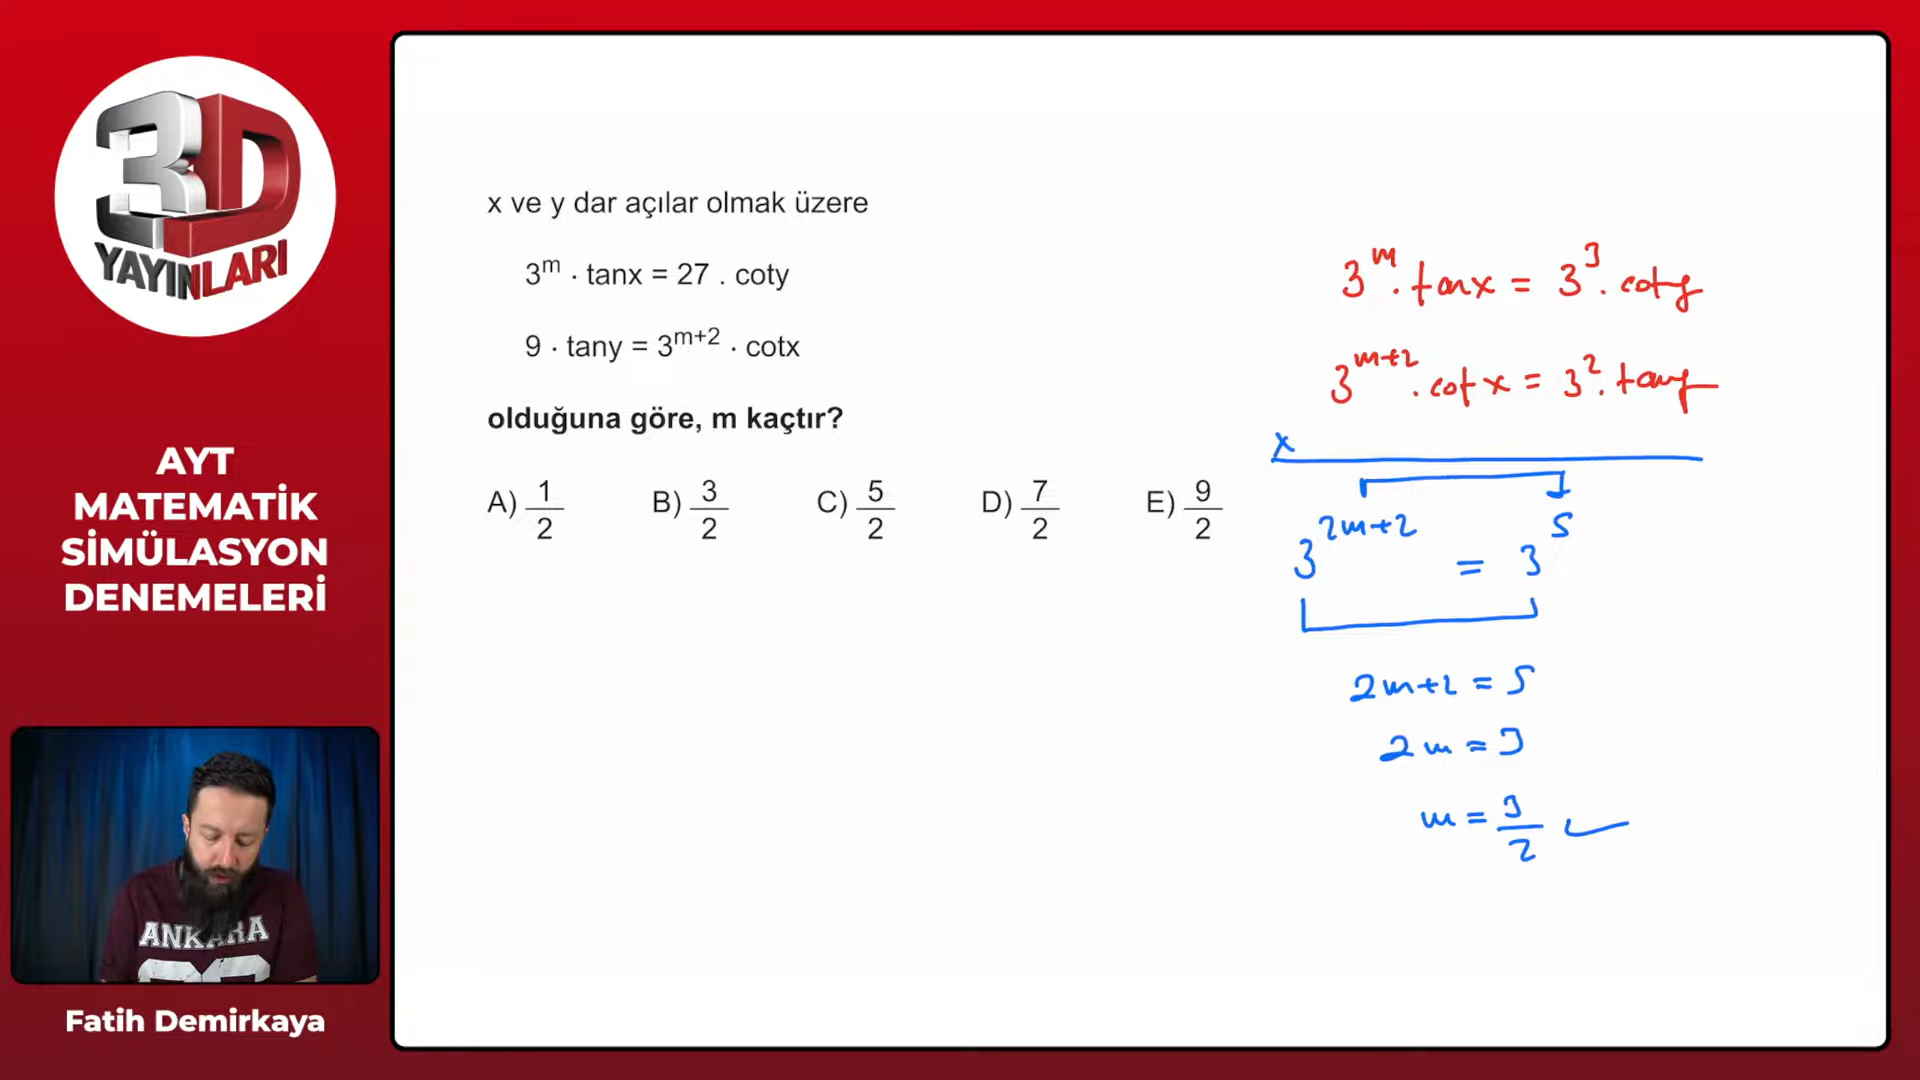 3D
YAYINLARI
AYT
MATEMATİK
SİMÜLASYON
DENEMELERİ
ANKARA
Fatih Demirkaya
x ve y dar açılar olmak üzere
3^m · tanx = 27 . coty
9 · tany = 3^(m+2) · cotx
olduğuna göre, m kaçtır?
A) 1/2 B) 3/2 C) 5/2 D) 7/2 E) 9/2
3^m . tanx = 3^3 . coty
3^(m+2) . cotx = 3^2 . tany
x
3^(2m+2) = 3^5
2m+2 = 5
2m = 3
m = 3/2